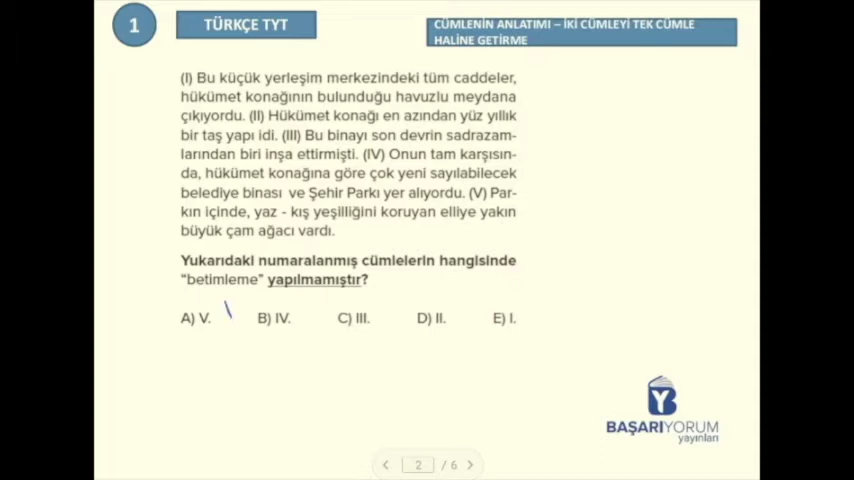 1
TÜRKÇE TYT
CÜMLENİN ANLATIMI – İKİ CÜMLEYİ TEK CÜMLE
HALİNE GETİRME
(I) Bu küçük yerleşim merkezindeki tüm caddeler,
hükümet konağının bulunduğu havuzlu meydana
çıkıyordu. (II) Hükümet konağı en azından yüz yıllık
bir taş yapı idi. (III) Bu binayı son devrin sadrazam-
larından biri inşa ettirmişti. (IV) Onun tam karşısın-
da, hükümet konağına göre çok yeni sayılabilecek
belediye binası ve Şehir Parkı yer alıyordu. (V) Par-
kın içinde, yaz - kış yeşilliğini koruyan elliye yakın
büyük çam ağacı vardı.
Yukarıdaki numaralanmış cümlelerin hangisinde
"betimleme" yapılmamıştır?
A) V. B) IV. C) III. D) II. E) I.
BAŞARIYORUM
yayınları
< 2 / 6 >